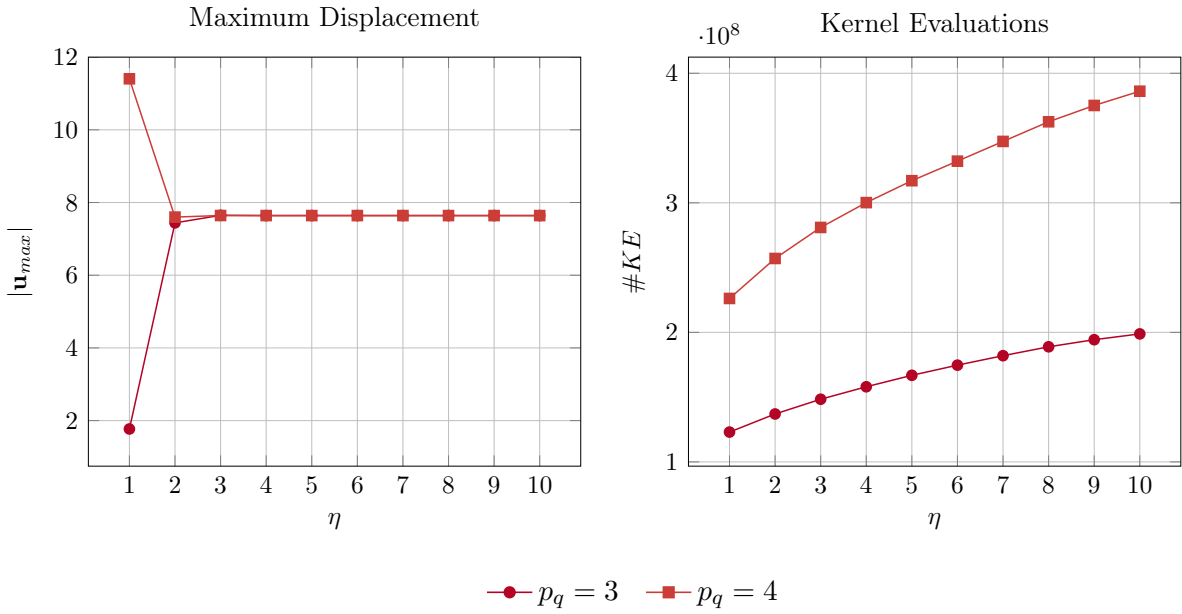 Maximum Displacement
12
10
8
6
4
2
|u_max|
1 2 3 4 5 6 7 8 9 10
η
Kernel Evaluations
·10^8
4
3
2
1
#KE
1 2 3 4 5 6 7 8 9 10
η
p_q = 3 p_q = 4